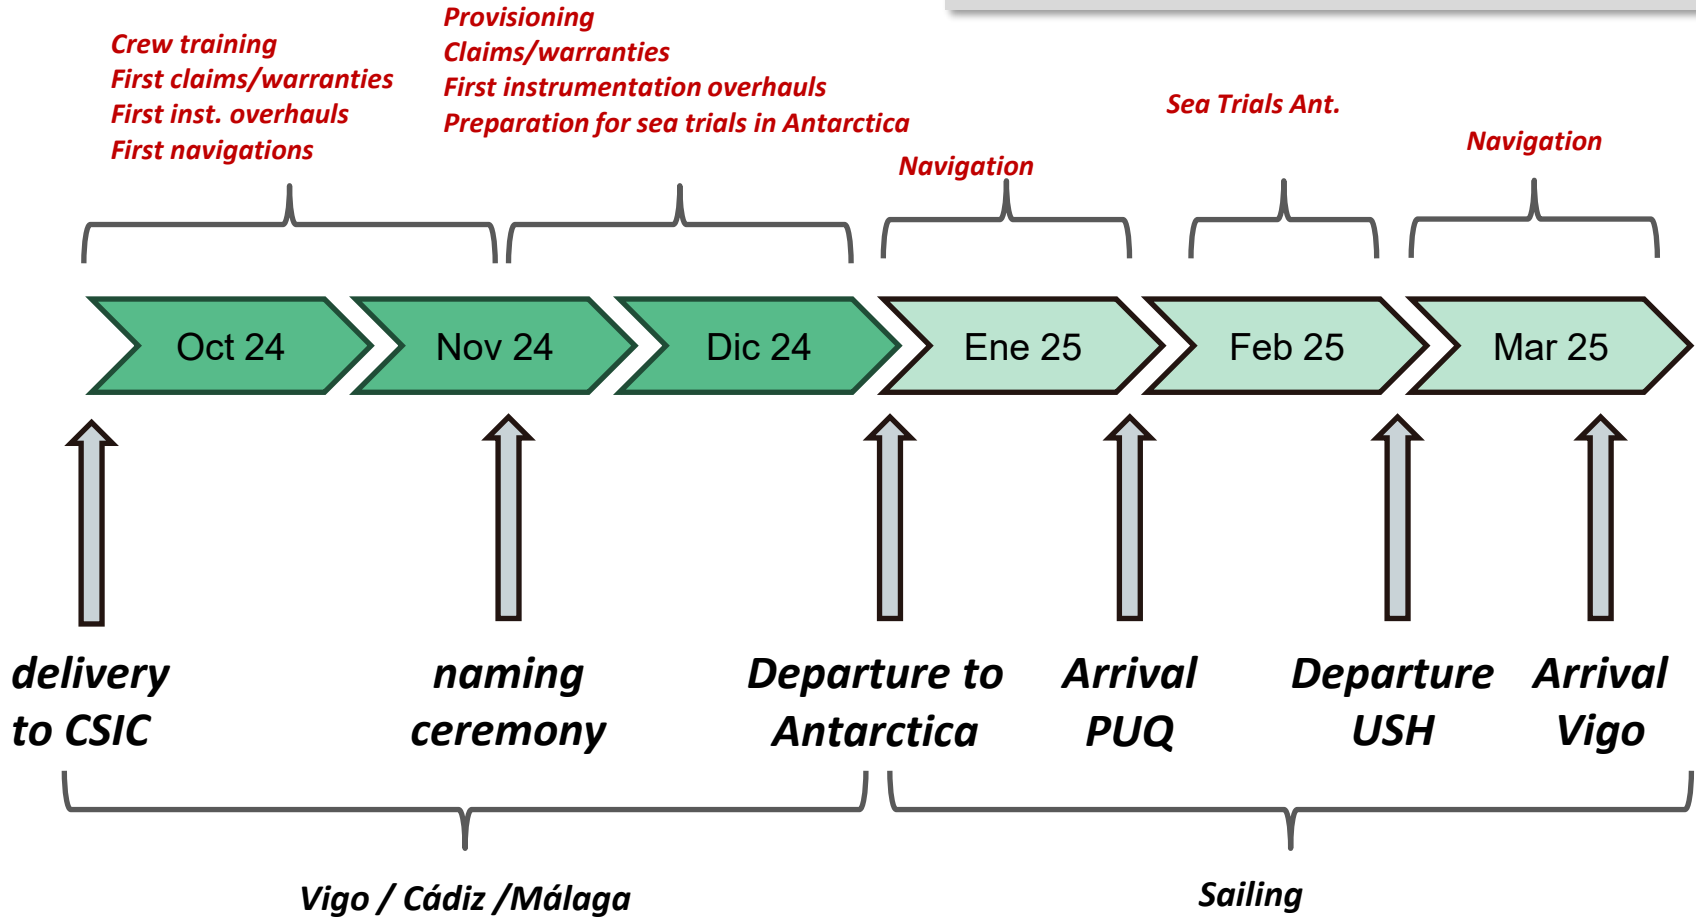 Crew training
First claims/warranties
First inst. overhauls
First navigations
Provisioning
Claims/warranties
First instrumentation overhauls
Preparation for sea trials in Antarctica
Navigation
Sea Trials Ant.
Navigation
Oct 24
Nov 24
Dic 24
Ene 25
Feb 25
Mar 25
delivery
to CSIC
naming
ceremony
Departure to
Antarctica
Arrival
PUQ
Departure
USH
Arrival
Vigo
Vigo / Cádiz /Málaga
Sailing